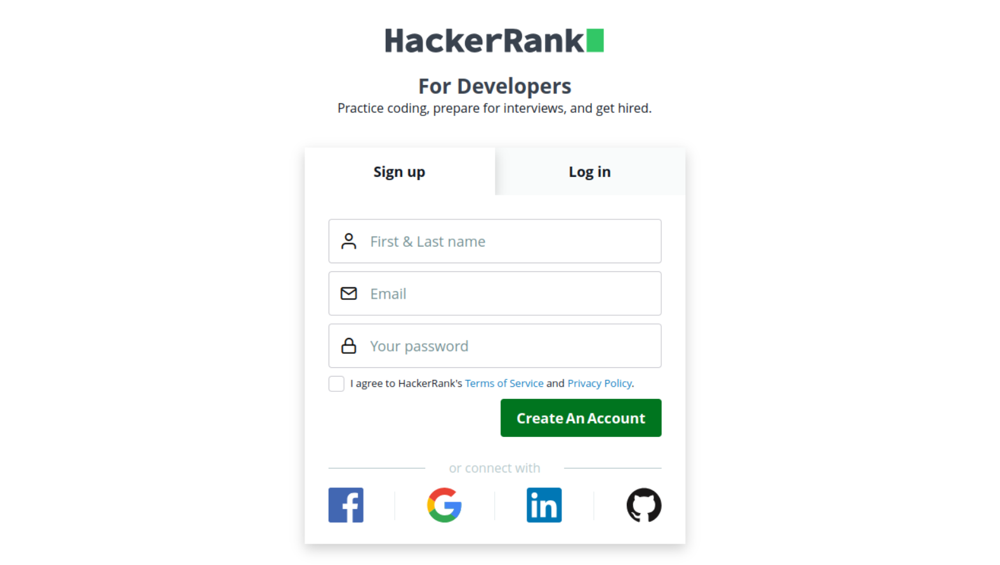 HackerRank
For Developers
Practice coding, prepare for interviews, and get hired.
Sign up
Log in
First & Last name
Email
Your password
I agree to HackerRank's Terms of Service and Privacy Policy.
Create An Account
or connect with
f
G
in